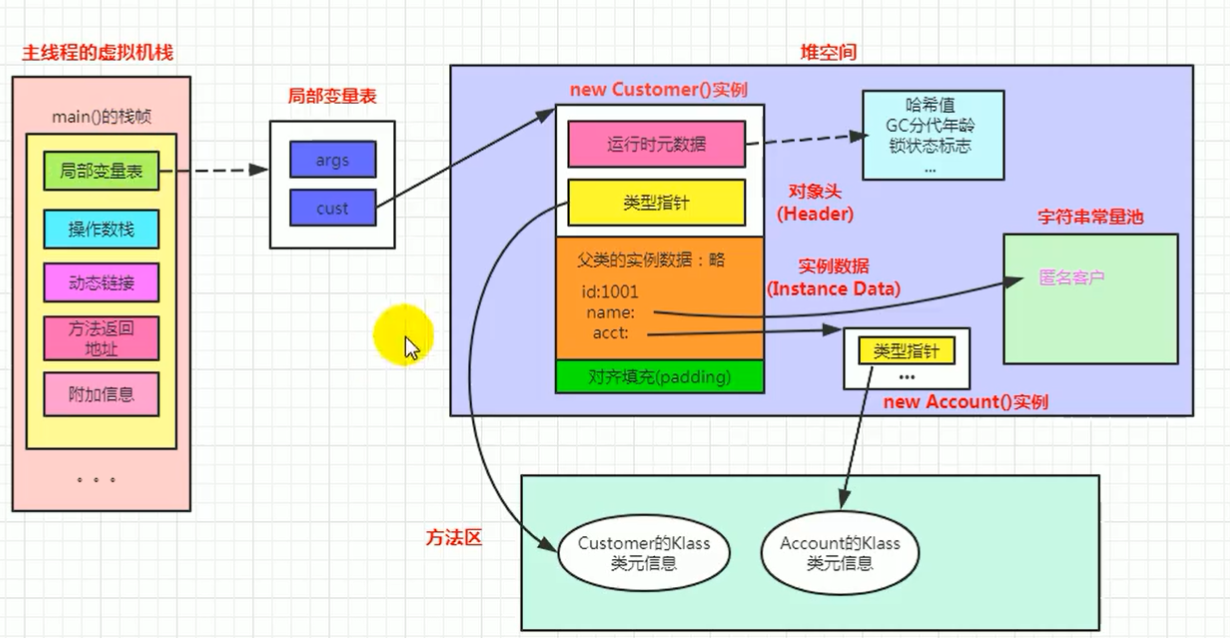 主线程的虚拟机栈
main()的栈帧
局部变量表
操作数栈
动态链接
方法返回
地址
附加信息
。。。
局部变量表
args
cust
堆空间
new Customer()实例
运行时元数据
类型指针
哈希值
GC分代年龄
锁状态标志
...
对象头
(Header)
父类的实例数据：略
id:1001
name:
acct:
实例数据
(Instance Data)
对齐填充(padding)
字符串常量池
匿名客户
类型指针
...
new Account()实例
方法区
Customer的Klass
类元信息
Account的Klass
类元信息